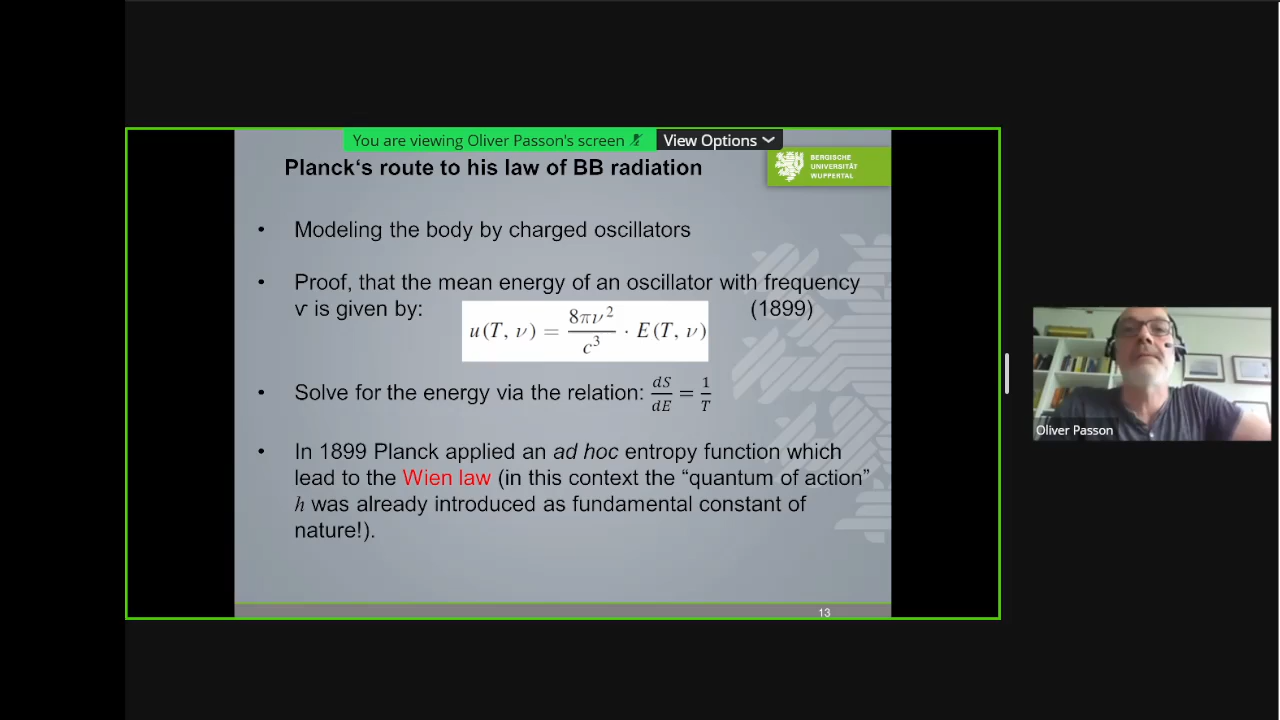 You are viewing Oliver Passon's screen
View Options
Planck‘s route to his law of BB radiation
BERGISCHE
UNIVERSITÄT
WUPPERTAL
• Modeling the body by charged oscillators
• Proof, that the mean energy of an oscillator with frequency
ν is given by: u(T, ν) = 8πν²/c³ · E(T, ν) (1899)
• Solve for the energy via the relation: dS/dE = 1/T
• In 1899 Planck applied an ad hoc entropy function which
lead to the Wien law (in this context the “quantum of action”
h was already introduced as fundamental constant of
nature!).
13
Oliver Passon